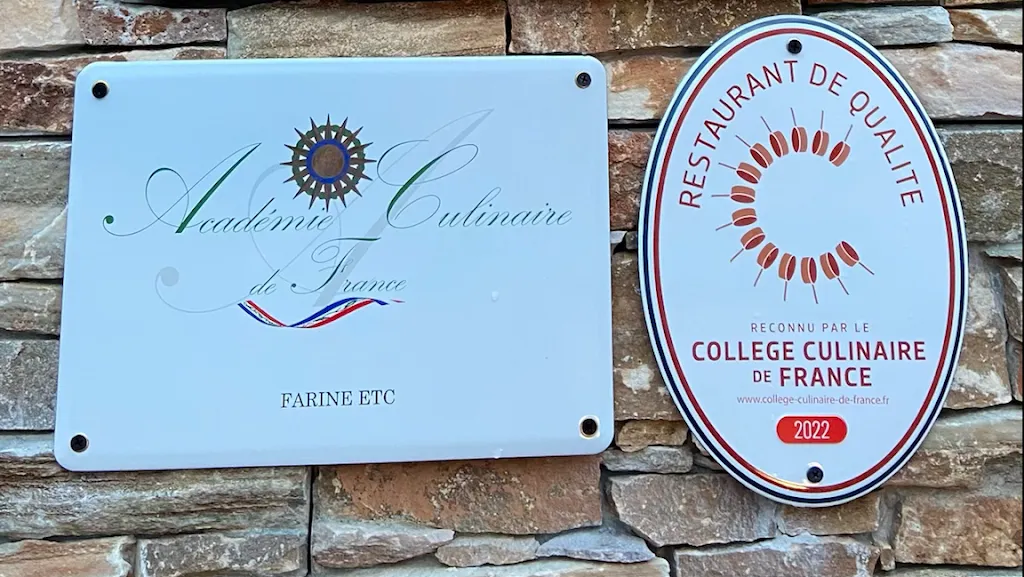 Académie Culinaire
de France
FARINE ETC
RESTAURANT DE QUALITE
RECONNU PAR LE
COLLEGE CULINAIRE
DE FRANCE
www.college-culinaire-de-france.fr
2022